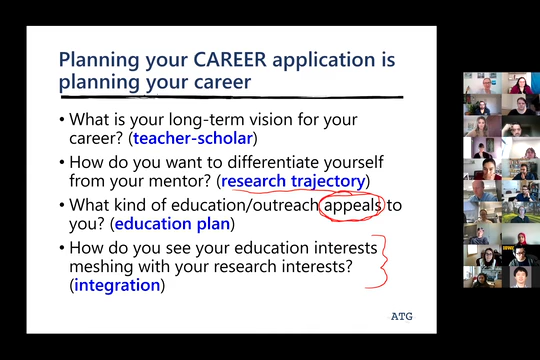 Planning your CAREER application is
planning your career
• What is your long-term vision for your
career? (teacher-scholar)
• How do you want to differentiate yourself
from your mentor? (research trajectory)
• What kind of education/outreach appeals to
you? (education plan)
• How do you see your education interests
meshing with your research interests?
(integration)
ATG